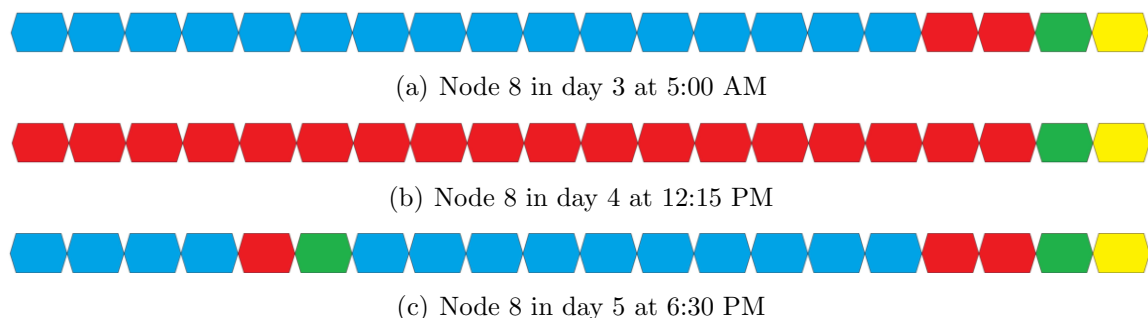 (a) Node 8 in day 3 at 5:00 AM
(b) Node 8 in day 4 at 12:15 PM
(c) Node 8 in day 5 at 6:30 PM